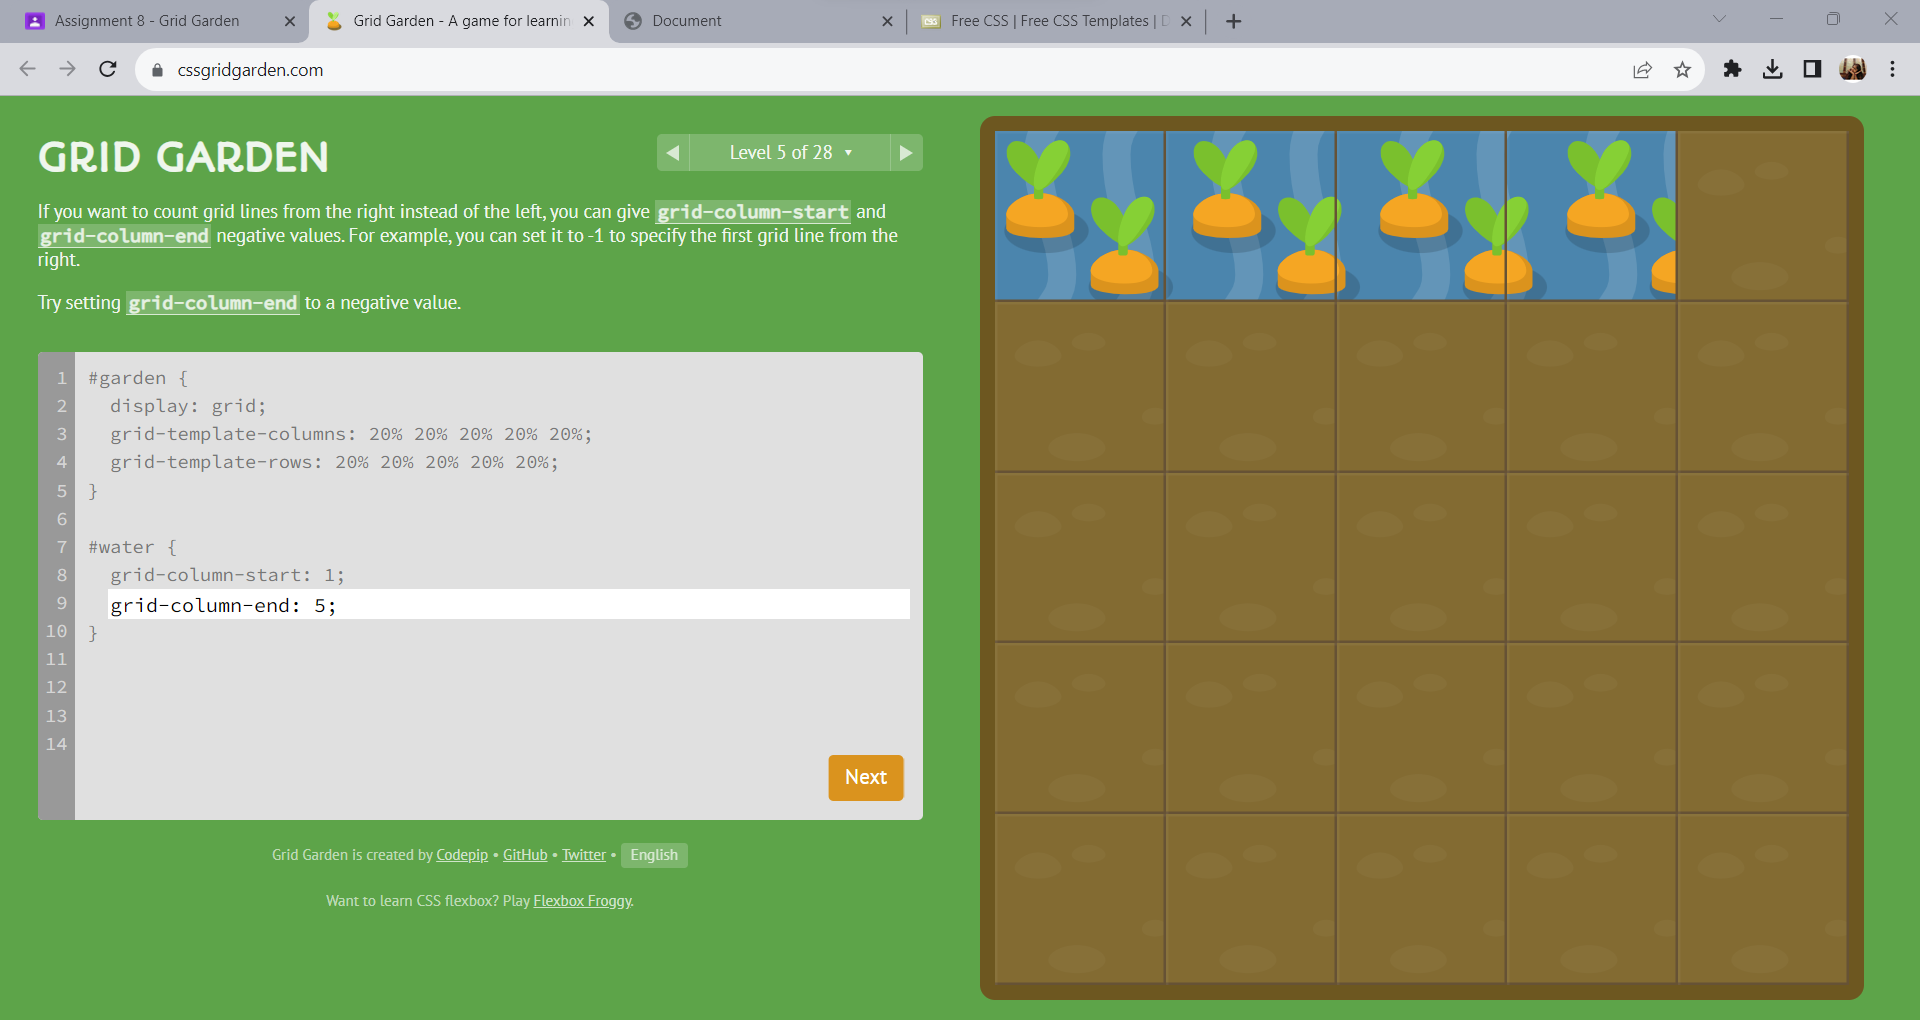 Assignment 8 - Grid Garden
Grid Garden - A game for learnin
Document
Free CSS | Free CSS Templates | D
cssgridgarden.com
GRID GARDEN
Level 5 of 28
If you want to count grid lines from the right instead of the left, you can give grid-column-start and
grid-column-end negative values. For example, you can set it to -1 to specify the first grid line from the
right.
Try setting grid-column-end to a negative value.
1 #garden {
2 display: grid;
3 grid-template-columns: 20% 20% 20% 20% 20%;
4 grid-template-rows: 20% 20% 20% 20% 20%;
5 }
6
7 #water {
8 grid-column-start: 1;
9 grid-column-end: 5;
10 }
11
12
13
14
Next
Grid Garden is created by Codepip • GitHub • Twitter • English
Want to learn CSS flexbox? Play Flexbox Froggy.